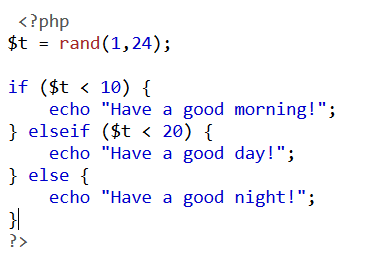 <?php
$t = rand(1,24);

if ($t < 10) {
    echo "Have a good morning!";
} elseif ($t < 20) {
    echo "Have a good day!";
} else {
    echo "Have a good night!";
}
?>